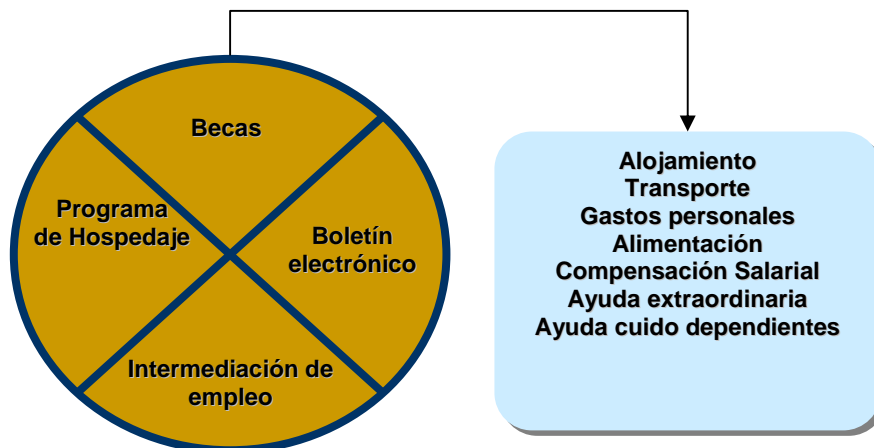 Becas
Programa
de Hospedaje
Boletín
electrónico
Intermediación de
empleo
Alojamiento
Transporte
Gastos personales
Alimentación
Compensación Salarial
Ayuda extraordinaria
Ayuda cuido dependientes